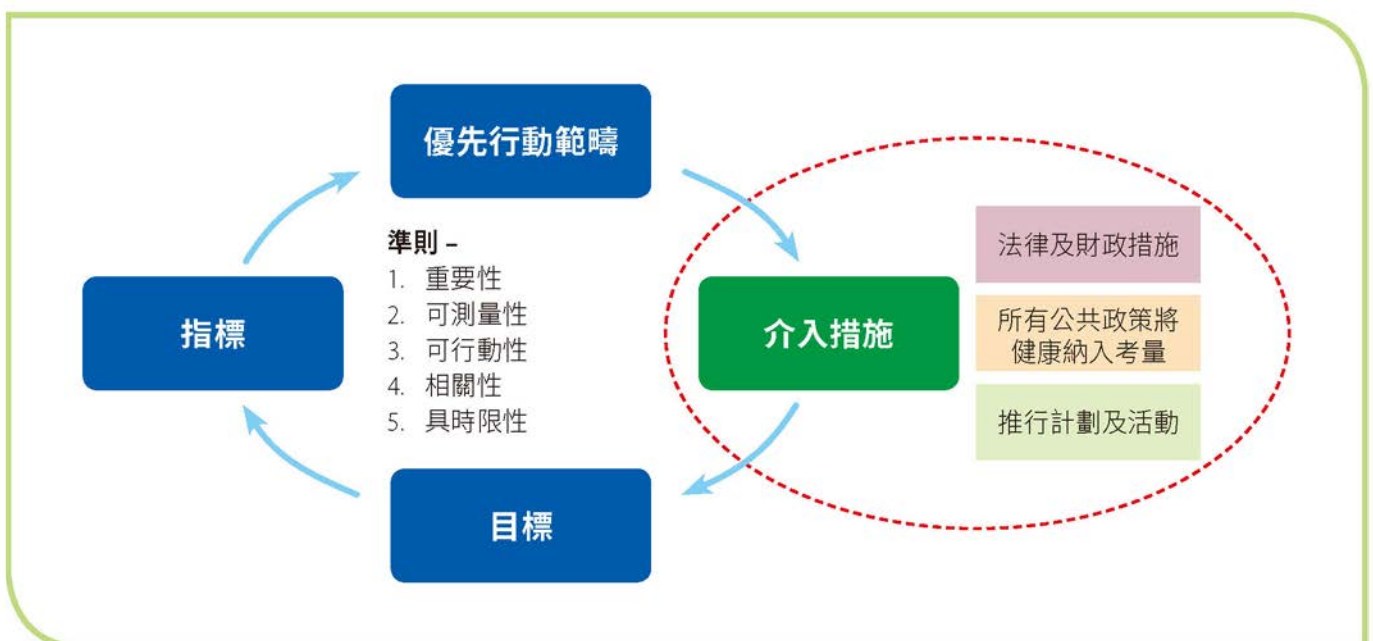 優先行動範疇
準則 –
1. 重要性
2. 可測量性
3. 可行動性
4. 相關性
5. 具時限性
指標
介入措施
法律及財政措施
所有公共政策將
健康納入考量
推行計劃及活動
目標